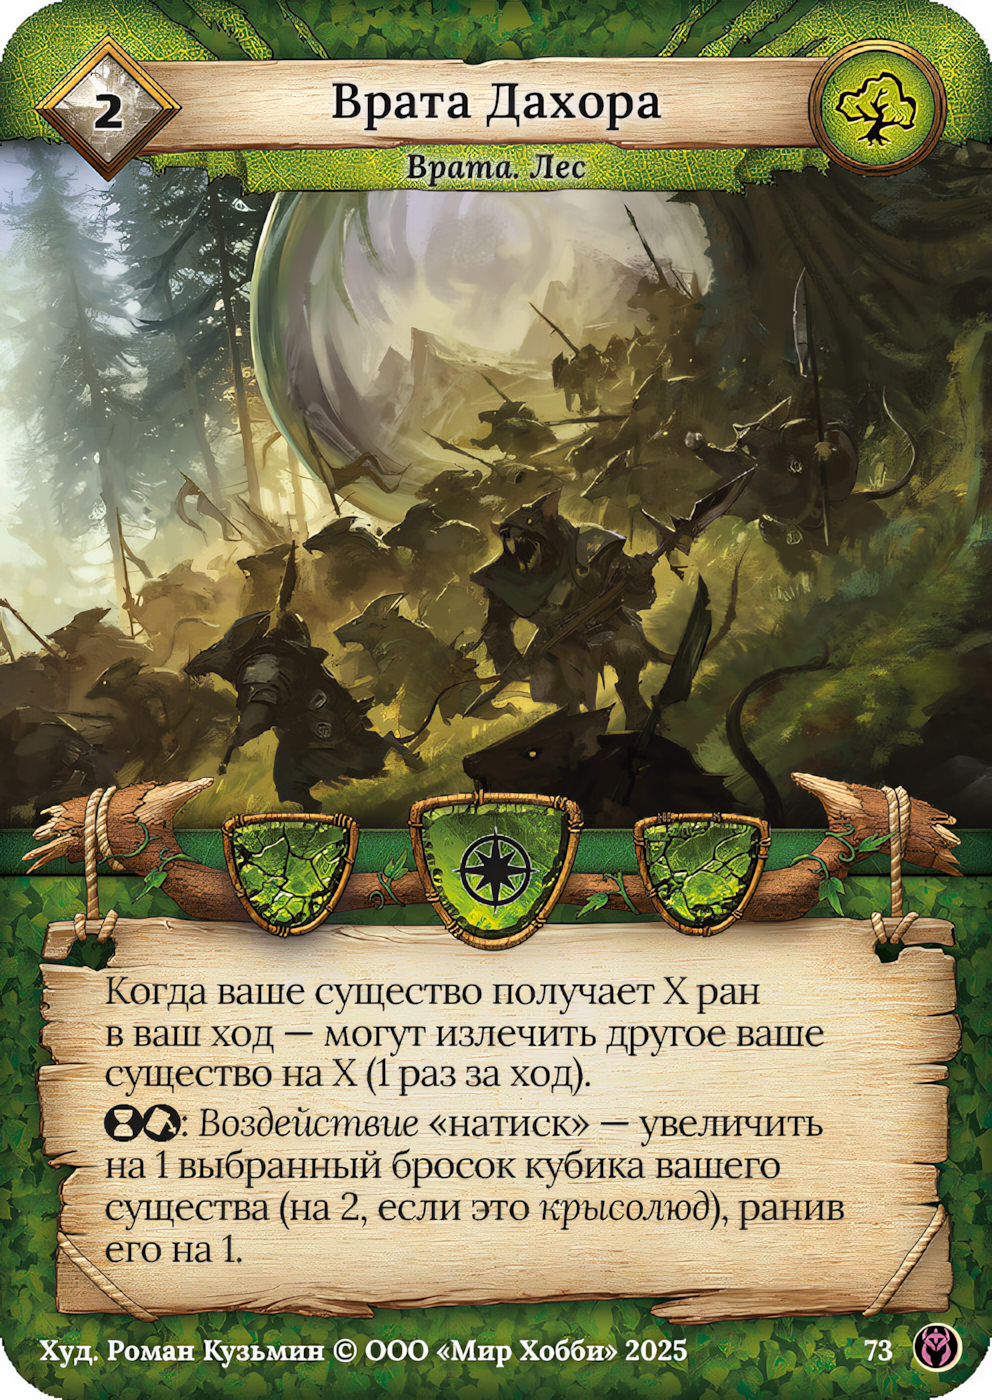 2
Врата Дахора
Врата. Лес
Когда ваше существо получает X ран
в ваш ход — могут излечить другое ваше
существо на X (1 раз за ход).
: Воздействие «натиск» — увеличить
на 1 выбранный бросок кубика вашего
существа (на 2, если это крысолюд), ранив
его на 1.
Худ. Роман Кузьмин © ООО «Мир Хобби» 2025
73